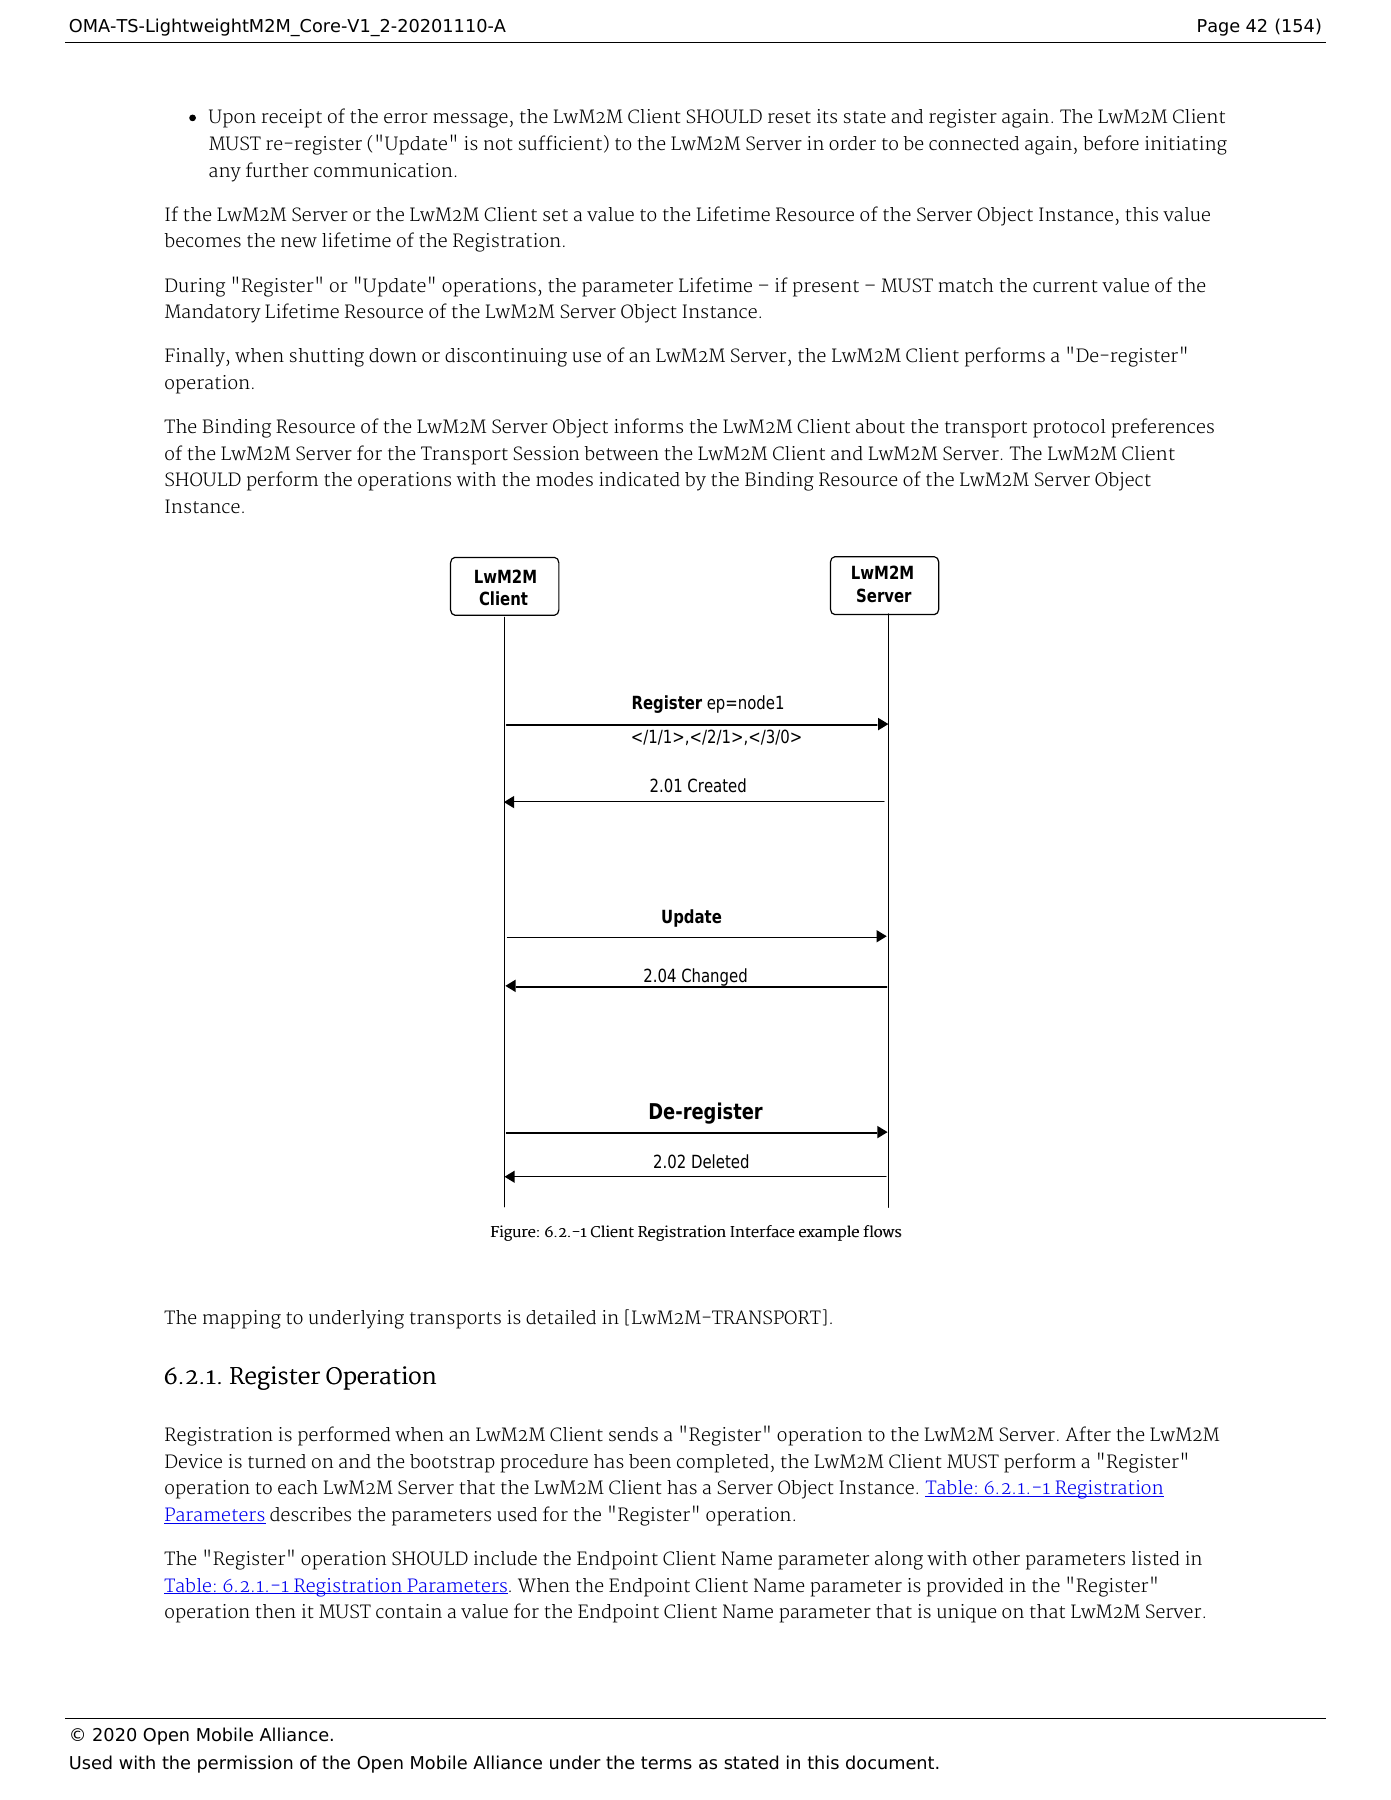 OMA-TS-LightweightM2M_Core-V1_2-20201110-A Page 42 (154)
• Upon receipt of the error message, the LwM2M Client SHOULD reset its state and register again. The LwM2M Client
MUST re-register ("Update" is not sufficient) to the LwM2M Server in order to be connected again, before initiating
any further communication.
If the LwM2M Server or the LwM2M Client set a value to the Lifetime Resource of the Server Object Instance, this value
becomes the new lifetime of the Registration.
During "Register" or "Update" operations, the parameter Lifetime – if present – MUST match the current value of the
Mandatory Lifetime Resource of the LwM2M Server Object Instance.
Finally, when shutting down or discontinuing use of an LwM2M Server, the LwM2M Client performs a "De-register"
operation.
The Binding Resource of the LwM2M Server Object informs the LwM2M Client about the transport protocol preferences
of the LwM2M Server for the Transport Session between the LwM2M Client and LwM2M Server. The LwM2M Client
SHOULD perform the operations with the modes indicated by the Binding Resource of the LwM2M Server Object
Instance.
LwM2M
Client
LwM2M
Server
Register ep=node1
</1/1>,</2/1>,</3/0>
2.01 Created
Update
2.04 Changed
De-register
2.02 Deleted
Figure: 6.2.-1 Client Registration Interface example flows
The mapping to underlying transports is detailed in [LwM2M-TRANSPORT].
6.2.1. Register Operation
Registration is performed when an LwM2M Client sends a "Register" operation to the LwM2M Server. After the LwM2M
Device is turned on and the bootstrap procedure has been completed, the LwM2M Client MUST perform a "Register"
operation to each LwM2M Server that the LwM2M Client has a Server Object Instance. Table: 6.2.1.-1 Registration
Parameters describes the parameters used for the "Register" operation.
The "Register" operation SHOULD include the Endpoint Client Name parameter along with other parameters listed in
Table: 6.2.1.-1 Registration Parameters. When the Endpoint Client Name parameter is provided in the "Register"
operation then it MUST contain a value for the Endpoint Client Name parameter that is unique on that LwM2M Server.
© 2020 Open Mobile Alliance.
Used with the permission of the Open Mobile Alliance under the terms as stated in this document.